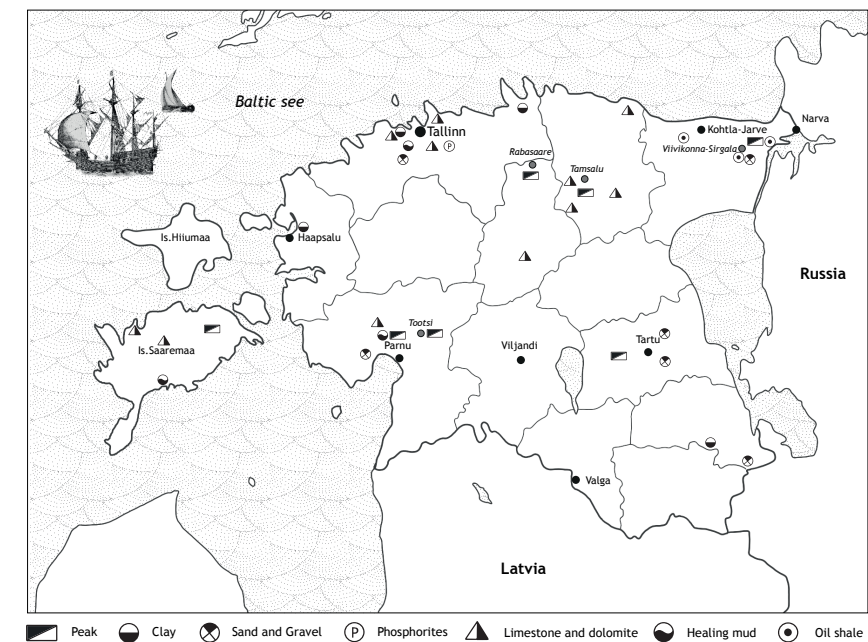 Baltic see
Tallinn
P
Kohtla-Jarve
Narva
Viivikonna-Sirgala
Rabasaare
Tamsalu
Is.Hiiumaa
Haapsalu
Russia
Tootsi
Parnu
Viljandi
Tartu
Is.Saaremaa
Valga
Latvia
Peak Clay Sand and Gravel P Phosphorites Limestone and dolomite Healing mud Oil shale